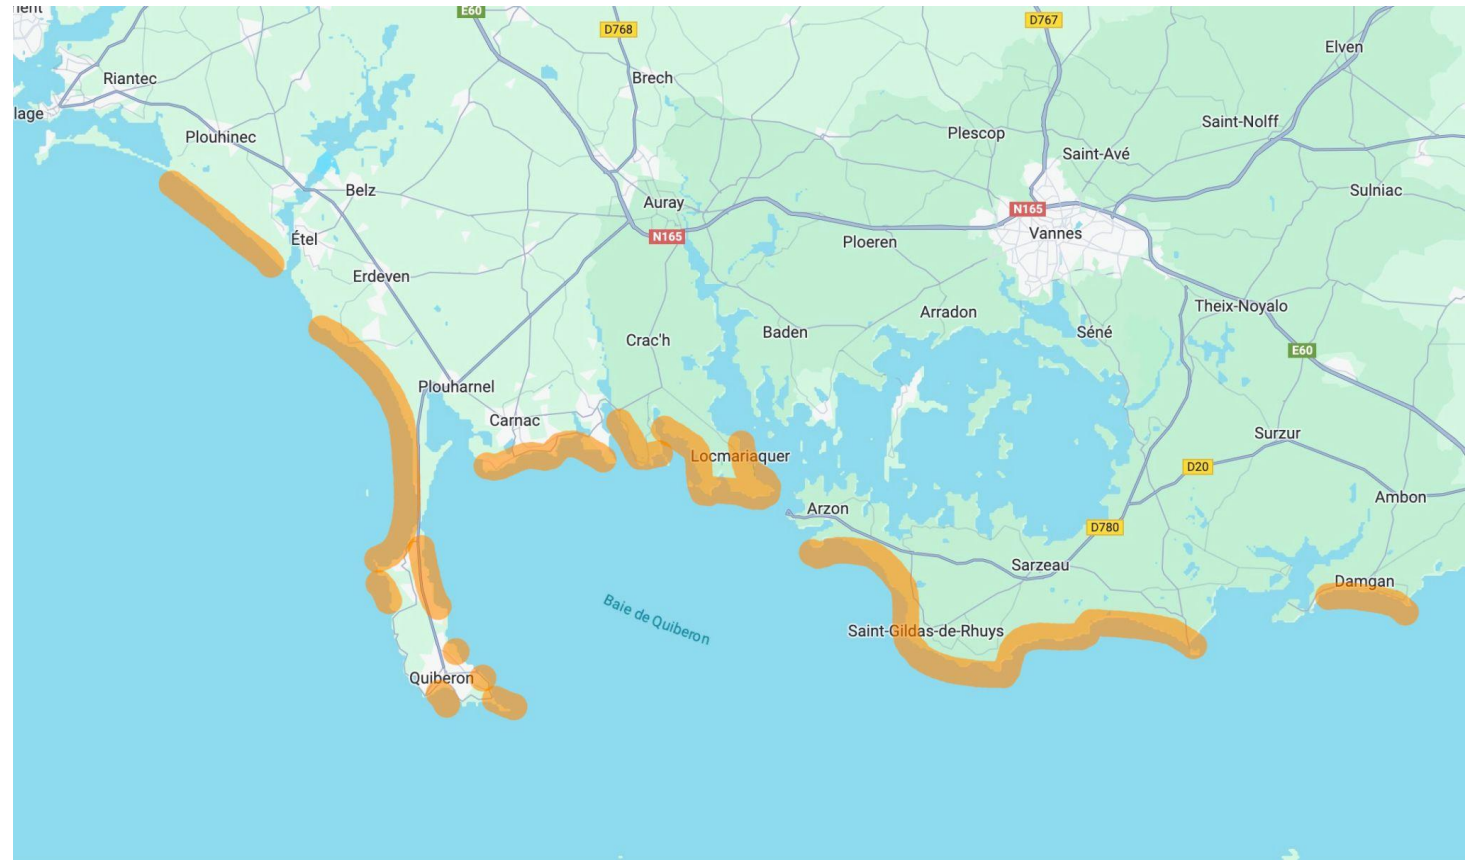 E60
D768
D767
Elven
Riantec
Brech
lage
Saint-Nolff
Plouhinec
Plescop
Saint-Avé
Belz
Sulniac
Auray
N165
N165
Étel
Ploeren
Vannes
Erdeven
Theix-Noyalo
Arradon
Crac'h
Baden
Séné
E60
Plouharnel
Carnac
Surzur
Locmariaquer
D20
Ambon
Arzon
D780
Sarzeau
Damgan
Baie de Quiberon
Saint-Gildas-de-Rhuys
Quiberon